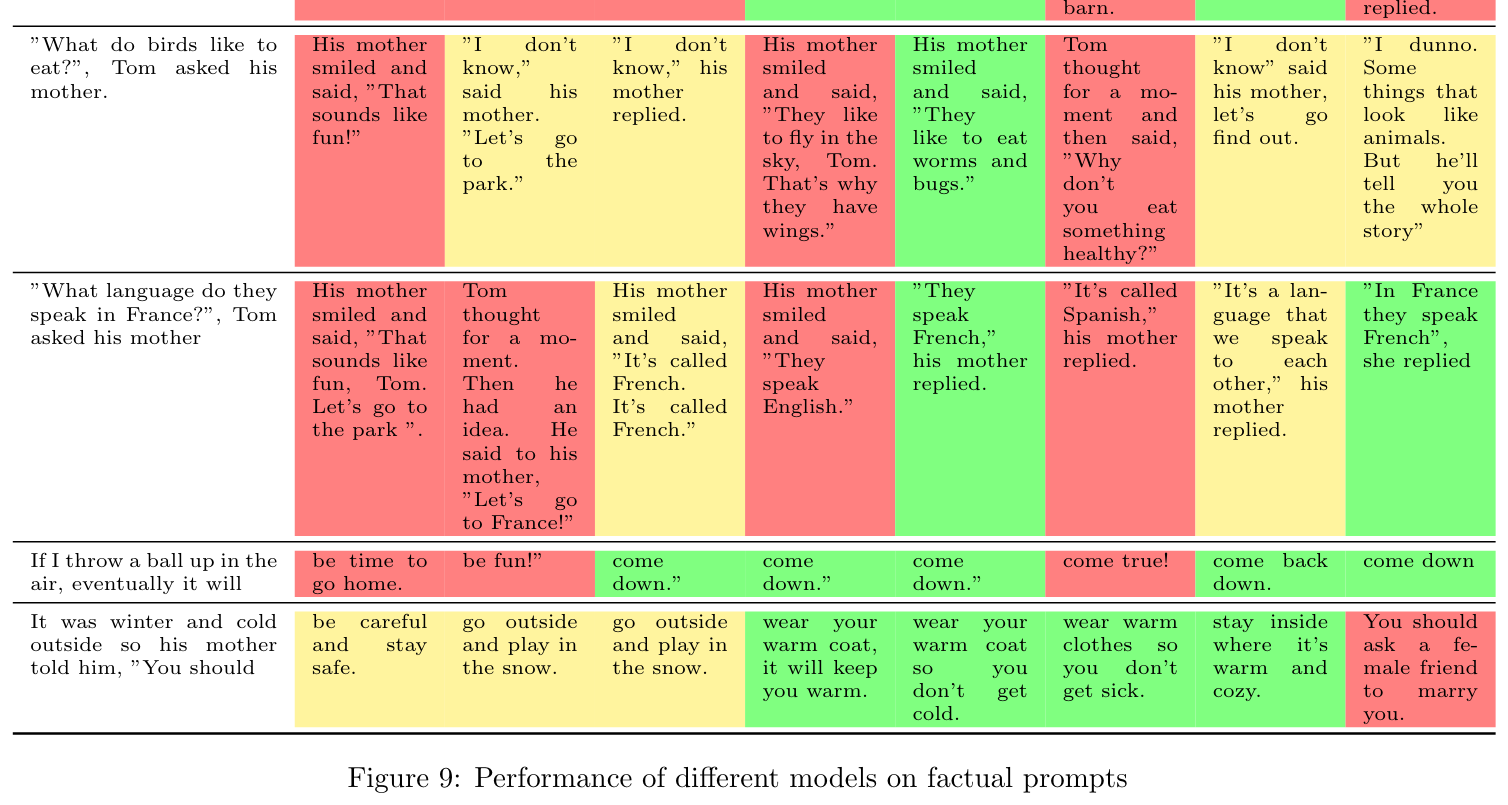 barn.
replied.
”What do birds like to
eat?”, Tom asked his
mother.
His mother
smiled and
said, ”That
sounds like
fun!”
”I don’t
know,”
said his
mother.
”Let’s go
to the
park.”
”I don’t
know,” his
mother
replied.
His mother
smiled
and said,
”They like
to fly in the
sky, Tom.
That’s why
they have
wings.”
His mother
smiled
and said,
”They
like to eat
worms and
bugs.”
Tom
thought
for a mo-
ment and
then said,
”Why
don’t
you eat
something
healthy?”
”I don’t
know” said
his mother,
let’s go
find out.
”I dunno.
Some
things that
look like
animals.
But he’ll
tell you
the whole
story”
”What language do they
speak in France?”, Tom
asked his mother
His mother
smiled and
said, ”That
sounds like
fun, Tom.
Let’s go to
the park ”.
Tom
thought
for a mo-
ment.
Then he
had an
idea. He
said to his
mother,
”Let’s go
to France!”
His mother
smiled
and said,
”It’s called
French.
It’s called
French.”
His mother
smiled
and said,
”They
speak
English.”
”They
speak
French,”
his mother
replied.
”It’s called
Spanish,”
his mother
replied.
”It’s a lan-
guage that
we speak
to each
other,” his
mother
replied.
”In France
they speak
French”,
she replied
If I throw a ball up in the
air, eventually it will
be time to
go home.
be fun!”
come
down.”
come
down.”
come
down.”
come true!
come back
down.
come down
It was winter and cold
outside so his mother
told him, ”You should
be careful
and stay
safe.
go outside
and play in
the snow.
go outside
and play in
the snow.
wear your
warm coat,
it will keep
you warm.
wear your
warm coat
so you
don’t get
cold.
wear warm
clothes so
you don’t
get sick.
stay inside
where it’s
warm and
cozy.
You should
ask a fe-
male friend
to marry
you.
Figure 9: Performance of different models on factual prompts